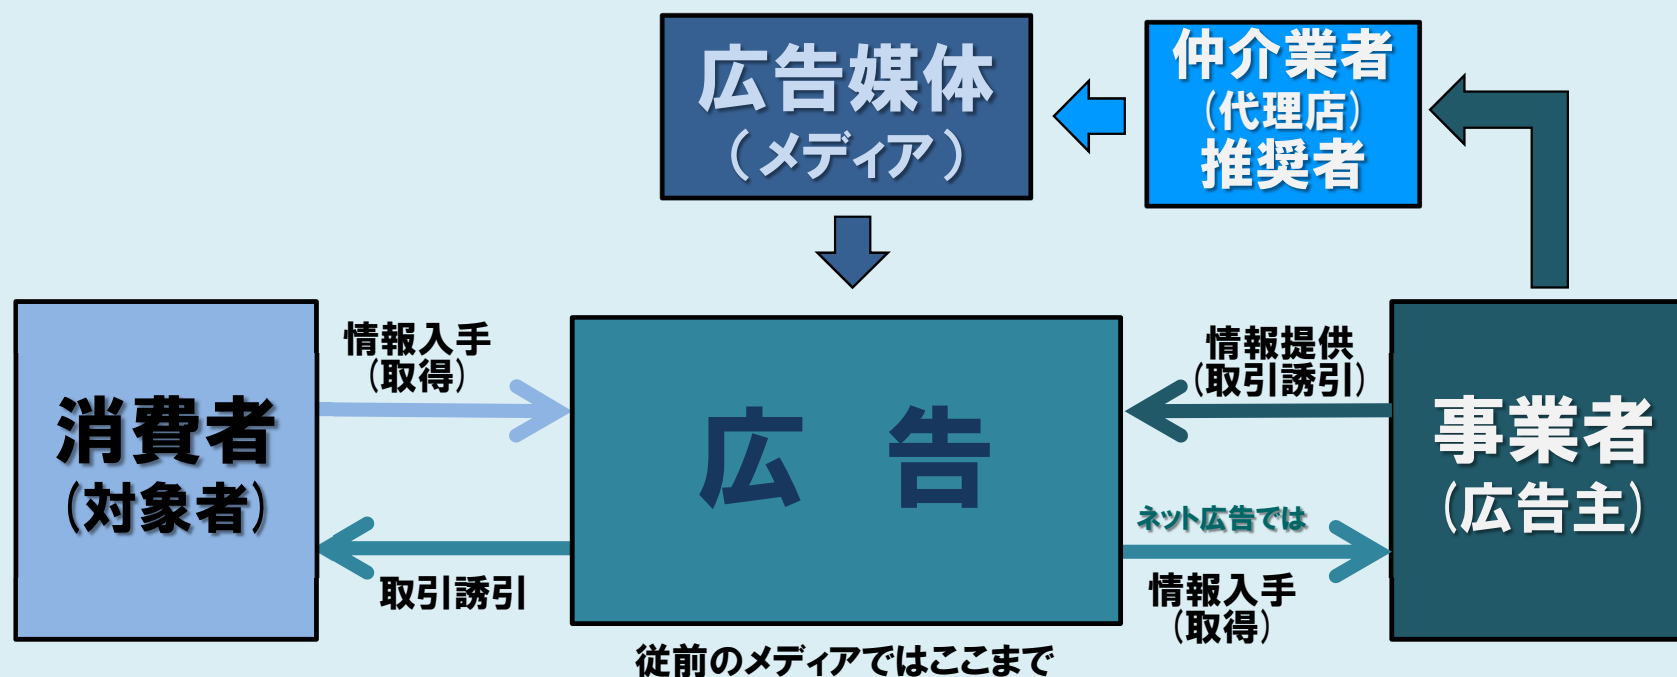 広告媒体
（メディア）
仲介業者
（代理店）
推奨者
情報入手
（取得）
情報提供
（取引誘引）
消費者
（対象者）
広 告
事業者
（広告主）
ネット広告では
取引誘引
情報入手
（取得）
従前のメディアではここまで